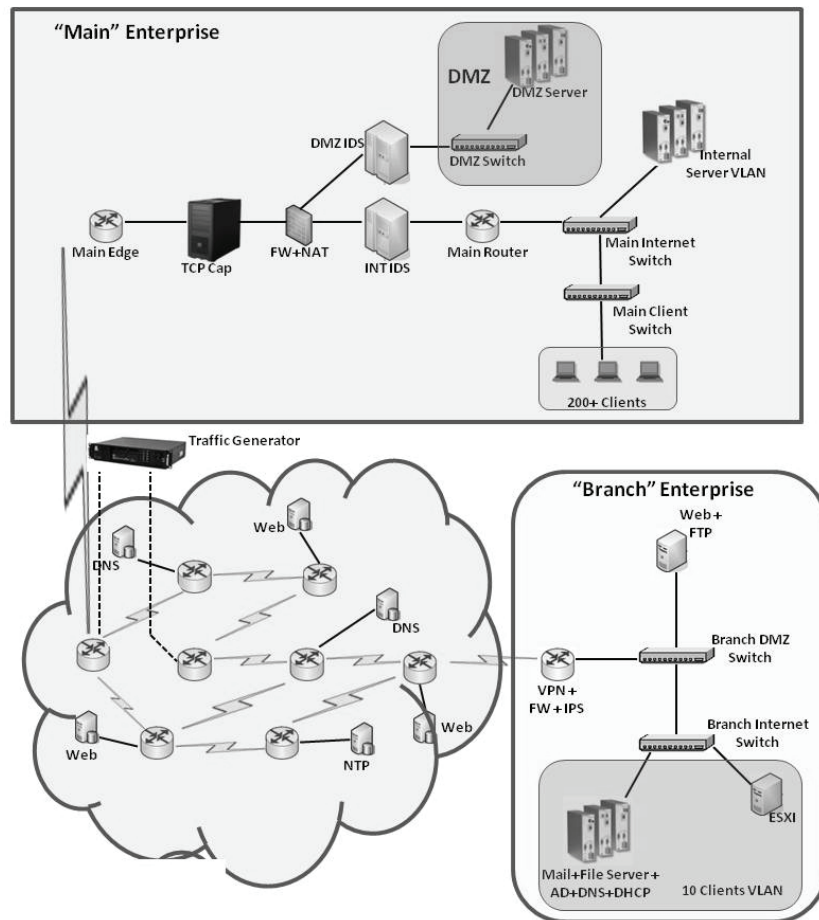 “Main” Enterprise
DMZ
DMZ Server
DMZ IDS
DMZ Switch
Internal
Server VLAN
Main Edge
TCP Cap
FW+NAT
INT IDS
Main Router
Main Internet
Switch
Main Client
Switch
200+ Clients
Traffic Generator
Web
DNS
DNS
Web
NTP
Web
“Branch” Enterprise
Web +
FTP
Branch DMZ
Switch
VPN +
FW + IPS
Branch Internet
Switch
ESXI
Mail+File Server +
AD+DNS+DHCP
10 Clients VLAN